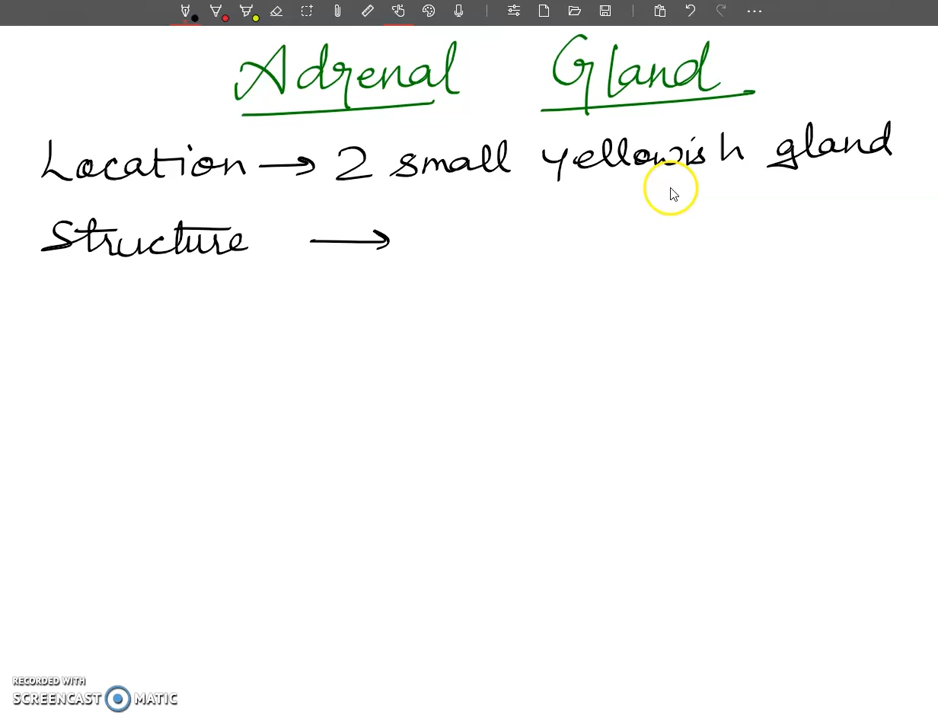 Adrenal Gland
Location → 2 small yellowish gland
Structure →
RECORDED WITH
SCREENCAST MATIC